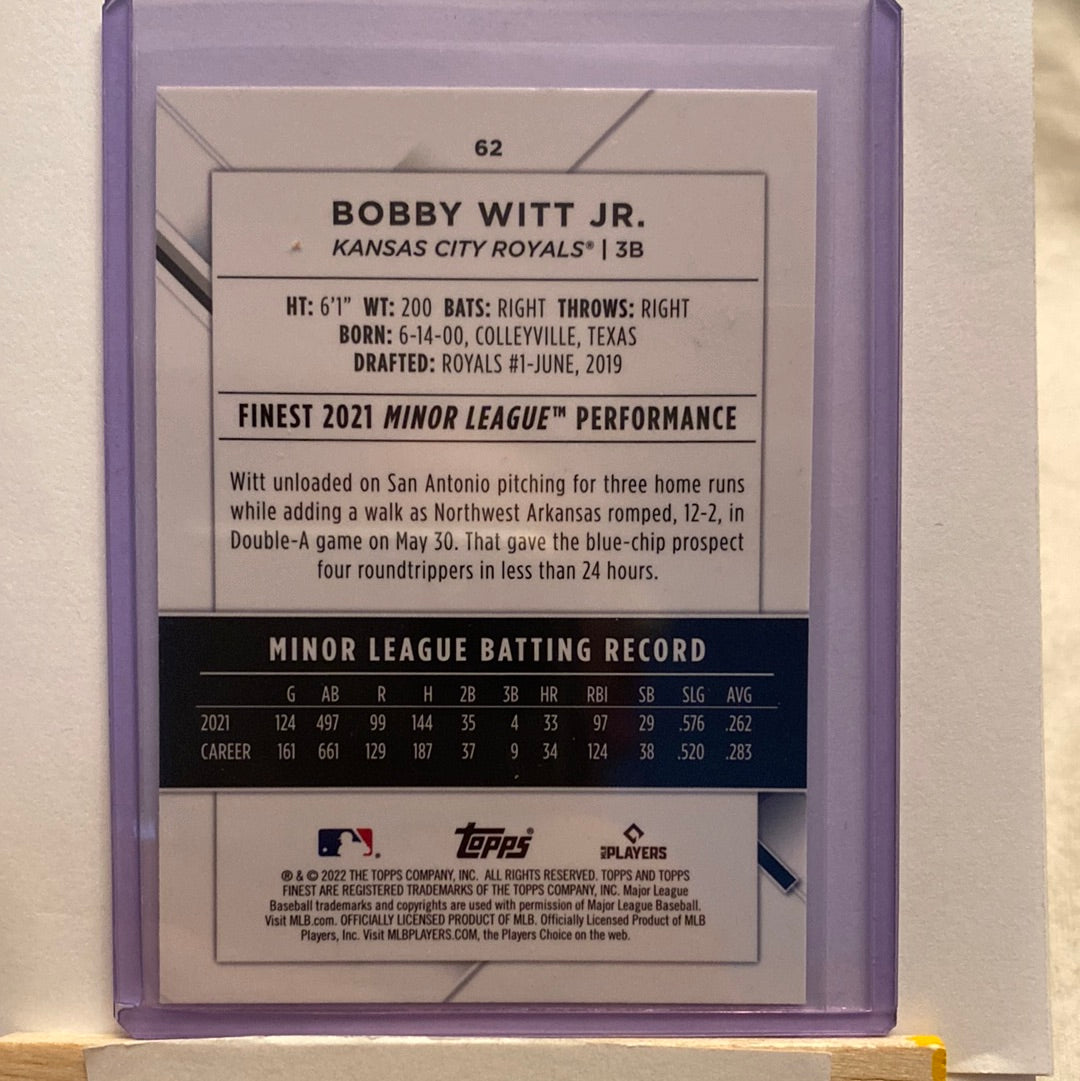 62
BOBBY WITT JR.
KANSAS CITY ROYALS® | 3B
HT: 6'1" WT: 200 BATS: RIGHT THROWS: RIGHT
BORN: 6-14-00, COLLEYVILLE, TEXAS
DRAFTED: ROYALS #1-JUNE, 2019
FINEST 2021 MINOR LEAGUE™ PERFORMANCE
Witt unloaded on San Antonio pitching for three home runs
while adding a walk as Northwest Arkansas romped, 12-2, in
Double-A game on May 30. That gave the blue-chip prospect
four roundtrippers in less than 24 hours.
MINOR LEAGUE BATTING RECORD
G AB R H 2B 3B HR RBI SB SLG AVG
2021 124 497 99 144 35 4 33 97 29 .576 .262
CAREER 161 661 129 187 37 9 34 124 38 .520 .283
topps® MLB PLAYERS
® & © 2022 THE TOPPS COMPANY, INC. ALL RIGHTS RESERVED. TOPPS AND TOPPS
FINEST ARE REGISTERED TRADEMARKS OF THE TOPPS COMPANY, INC. Major League
Baseball trademarks and copyrights are used with permission of Major League Baseball.
Visit MLB.com. OFFICIALLY LICENSED PRODUCT OF MLB. Officially Licensed Product of MLB
Players, Inc. Visit MLBPLAYERS.COM, the Players Choice on the web.